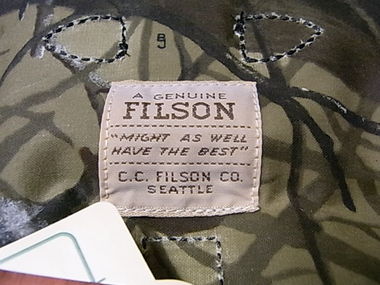 A GENUINE
FILSON
"MIGHT AS WELL
HAVE THE BEST"
C.C. FILSON CO.
SEATTLE